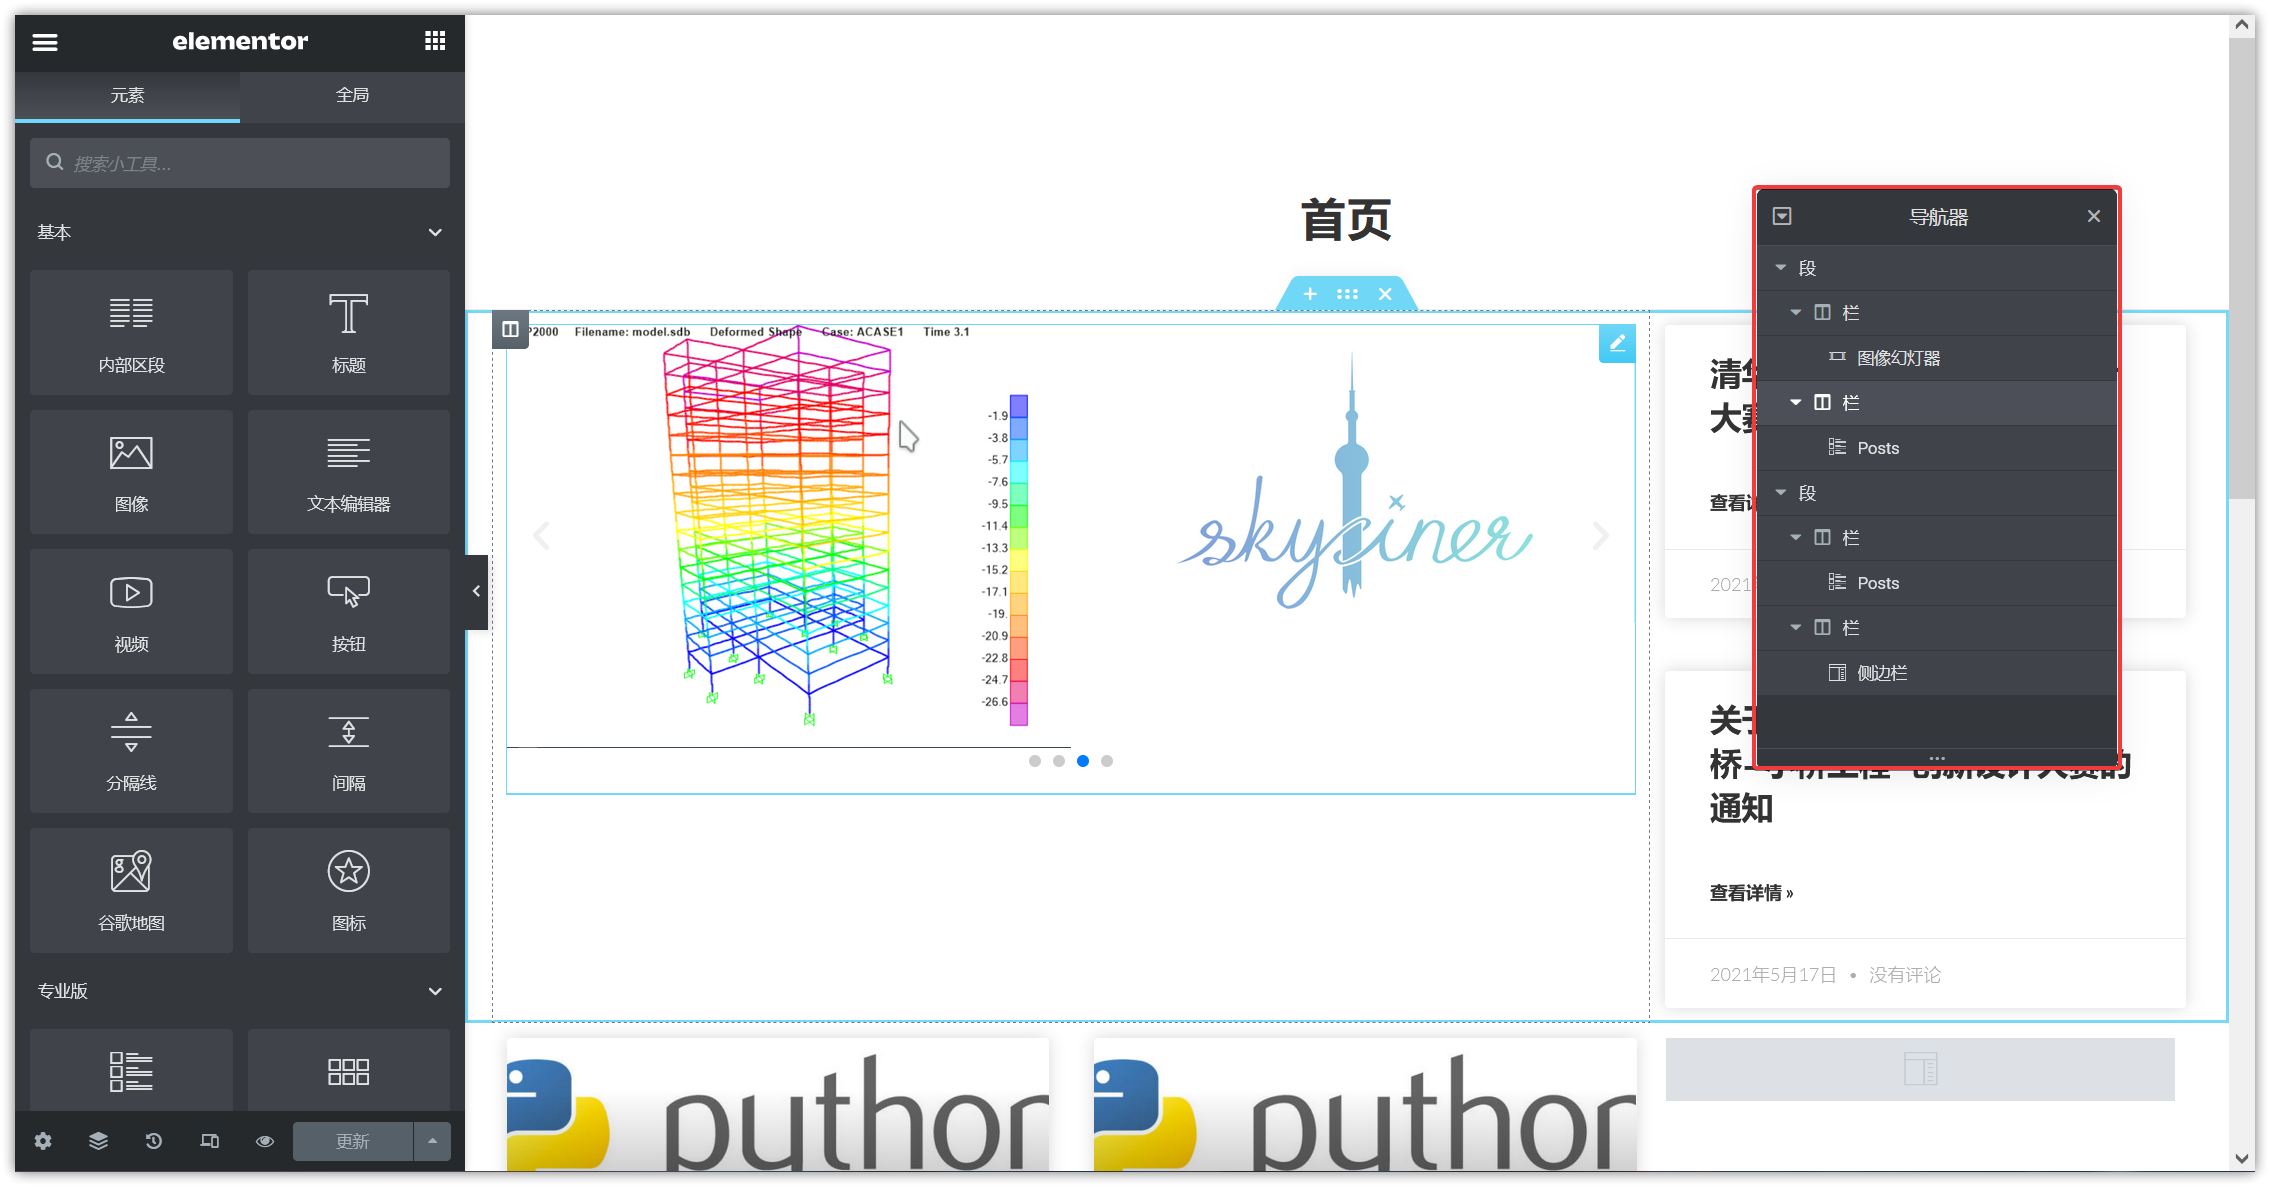 elementor
元素
全局
搜索小工具...
基本
内部区段
标题
图像
文本编辑器
视频
按钮
分隔线
间隔
谷歌地图
图标
专业版
更新
首页
P2000 Filename: model.sdb Deformed Shape Case: ACASE1 Time 3.1
-1.9
-3.8
-5.7
-7.6
-9.5
-11.4
-13.3
-15.2
-17.1
-19.
-20.9
-22.8
-24.7
-26.6
skyciner
清华
大赛
查看详
2021
导航器
段
栏
图像幻灯器
栏
Posts
段
栏
Posts
栏
侧边栏
关于
桥
创新设计大赛的
通知
查看详情 »
2021年5月17日 • 没有评论
python
python